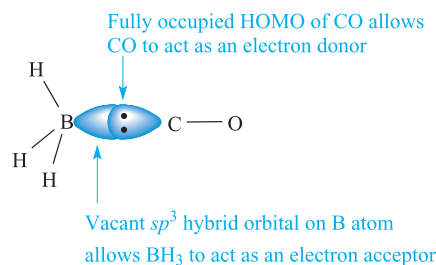 Fully occupied HOMO of CO allows
CO to act as an electron donor
H
B
C — O
H
H
Vacant sp³ hybrid orbital on B atom
allows BH₃ to act as an electron acceptor